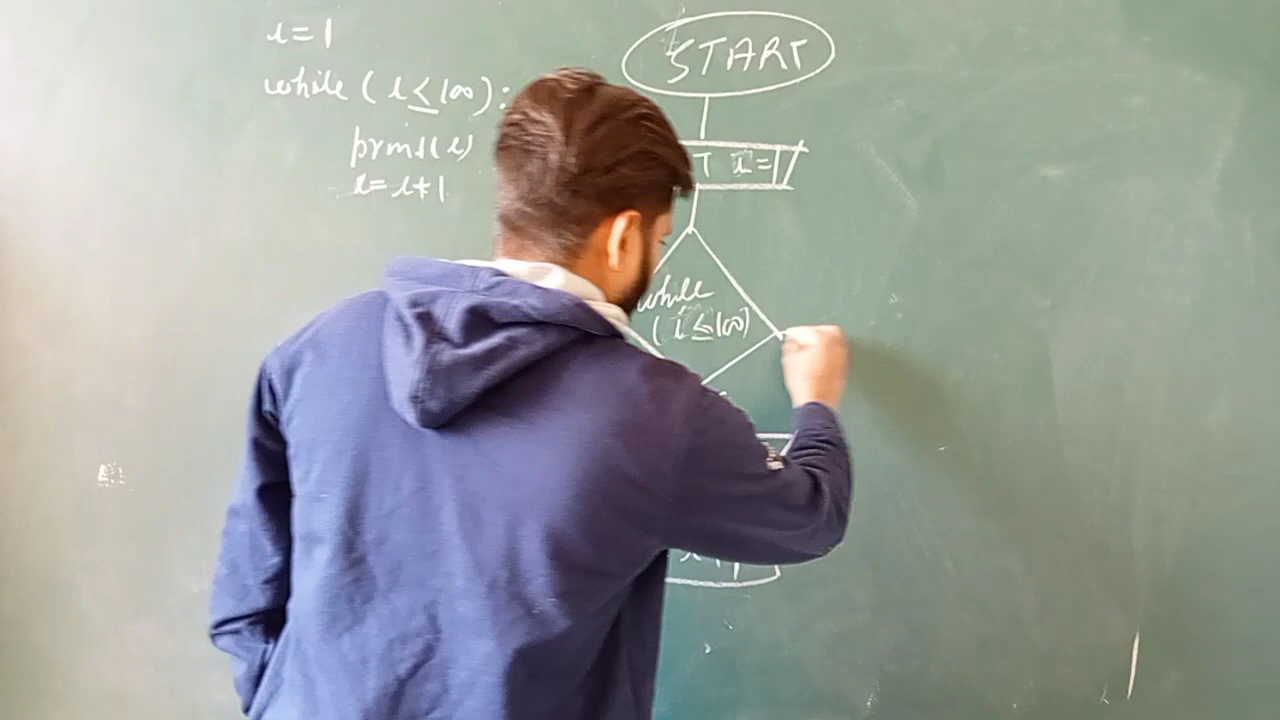 i=1
while (i≤100):
print(i)
i=i+1
START
T i=1
while
(i≤100)